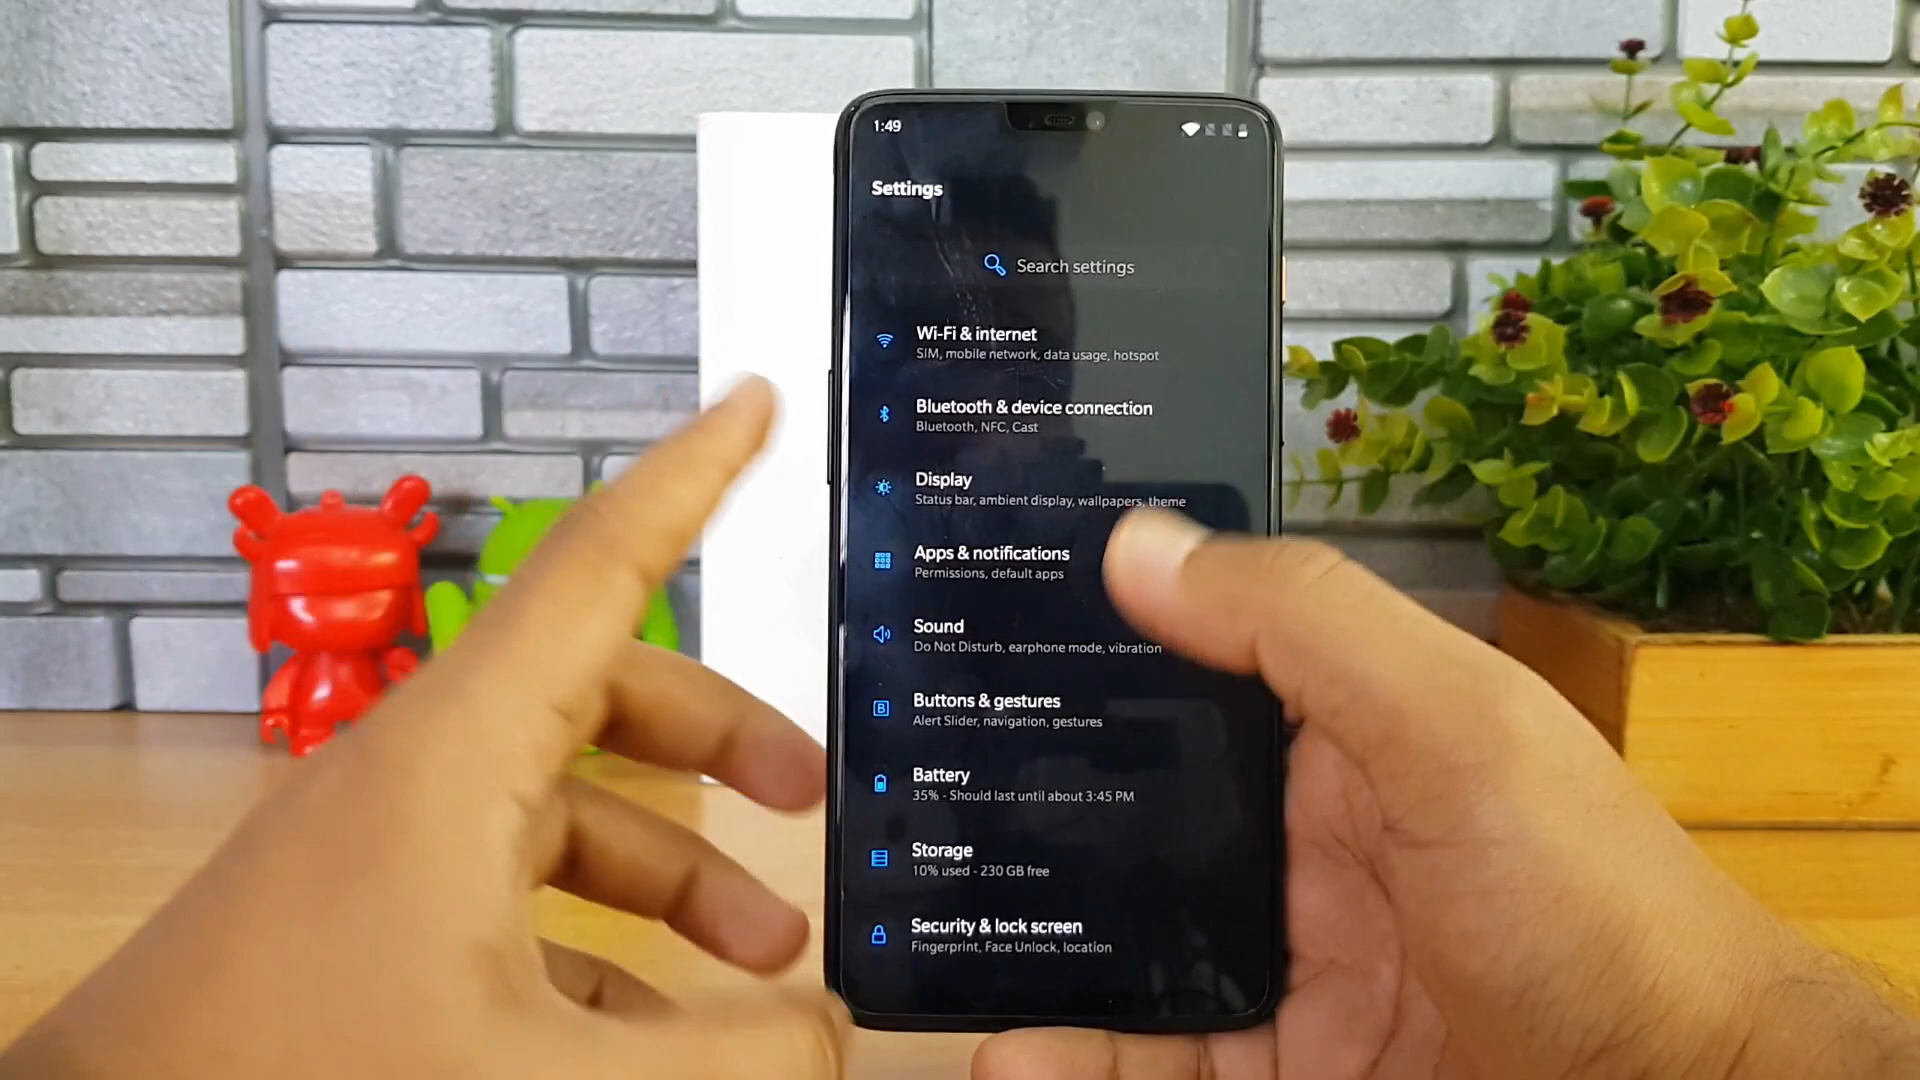 1:49
Settings
Search settings
Wi-Fi & internet
SIM, mobile network, data usage, hotspot
Bluetooth & device connection
Bluetooth, NFC, Cast
Display
Status bar, ambient display, wallpapers, theme
Apps & notifications
Permissions, default apps
Sound
Do Not Disturb, earphone mode, vibration
Buttons & gestures
Alert Slider, navigation, gestures
Battery
35% - Should last until about 3:45 PM
Storage
10% used - 230 GB free
Security & lock screen
Fingerprint, Face Unlock, location